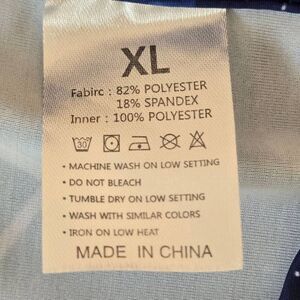 XL
Fabirc : 82% POLYESTER
18% SPANDEX
Inner : 100% POLYESTER
30
• MACHINE WASH ON LOW SETTING
• DO NOT BLEACH
• TUMBLE DRY ON LOW SETTING
• WASH WITH SIMILAR COLORS
• IRON ON LOW HEAT
MADE IN CHINA